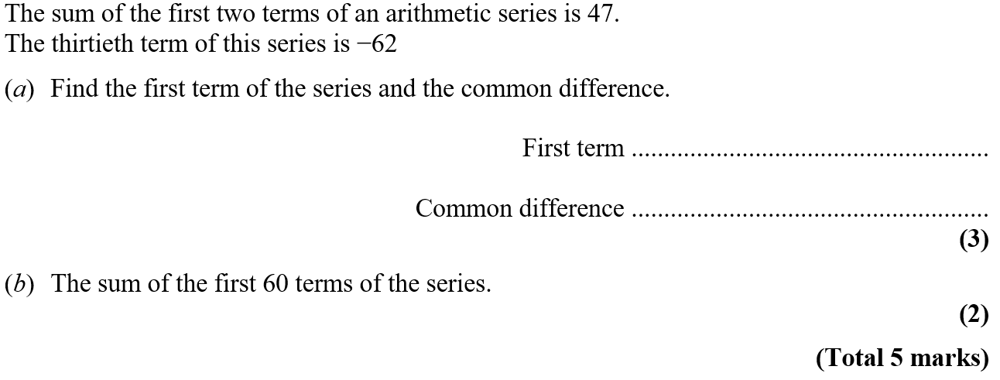 The sum of the first two terms of an arithmetic series is 47.
The thirtieth term of this series is −62
(a) Find the first term of the series and the common difference.
First term .......................................................
Common difference .......................................................
(3)
(b) The sum of the first 60 terms of the series.
(2)
(Total 5 marks)